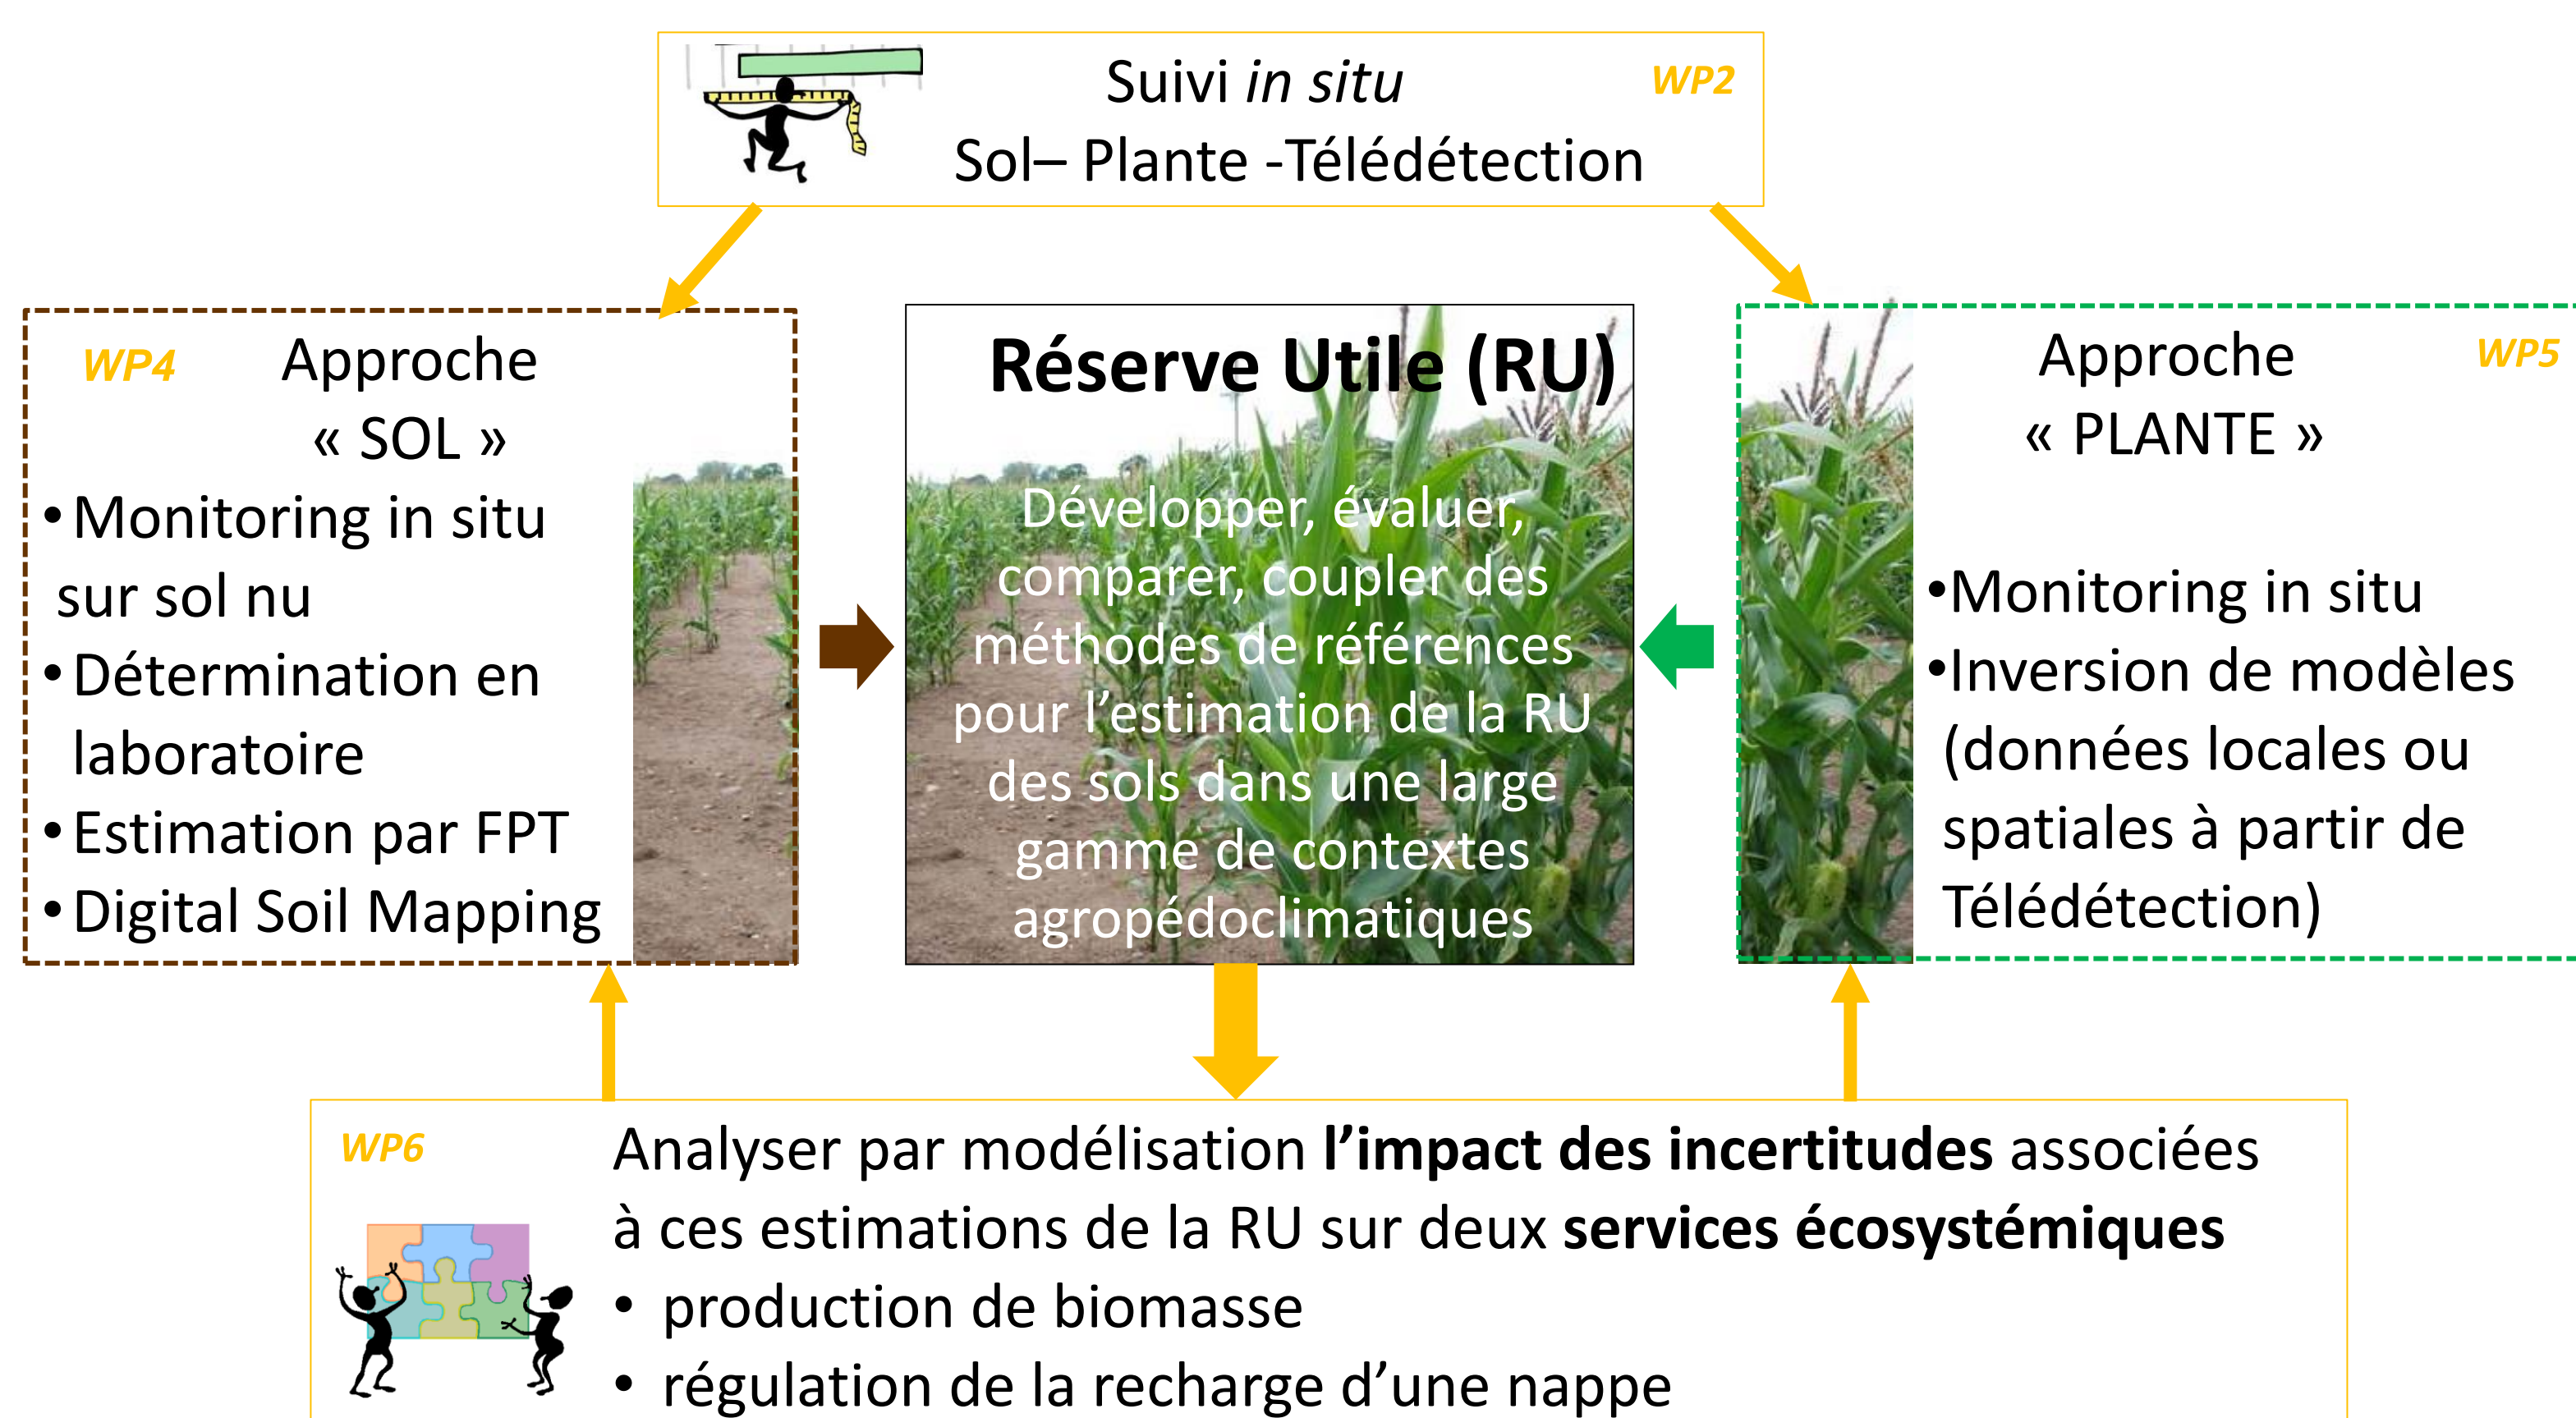 Suivi in situ
WP2
Sol– Plante -Télédétection
WP4
Approche
« SOL »
•Monitoring in situ
sur sol nu
•Détermination en
laboratoire
•Estimation par FPT
•Digital Soil Mapping
Réserve Utile (RU)
Développer, évaluer,
comparer, coupler des
méthodes de références
pour l’estimation de la RU
des sols dans une large
gamme de contextes
agropédoclimatiques
Approche
WP5
« PLANTE »
•Monitoring in situ
•Inversion de modèles
(données locales ou
spatiales à partir de
Télédétection)
WP6
Analyser par modélisation l’impact des incertitudes associées
à ces estimations de la RU sur deux services écosystémiques
• production de biomasse
• régulation de la recharge d’une nappe